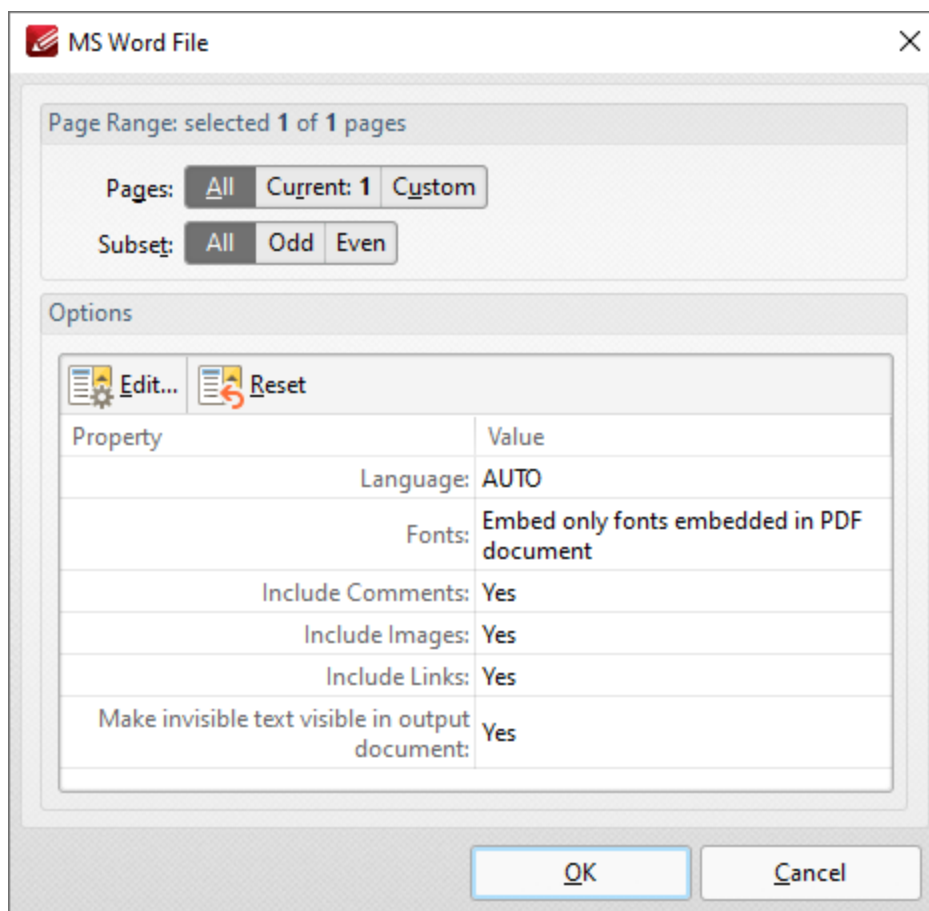 MS Word File
Page Range: selected 1 of 1 pages
Pages: All Current: 1 Custom
Subset: All Odd Even
Options
Edit... Reset
Property Value
Language: AUTO
Fonts: Embed only fonts embedded in PDF
document
Include Comments: Yes
Include Images: Yes
Include Links: Yes
Make invisible text visible in output
document: Yes
OK Cancel